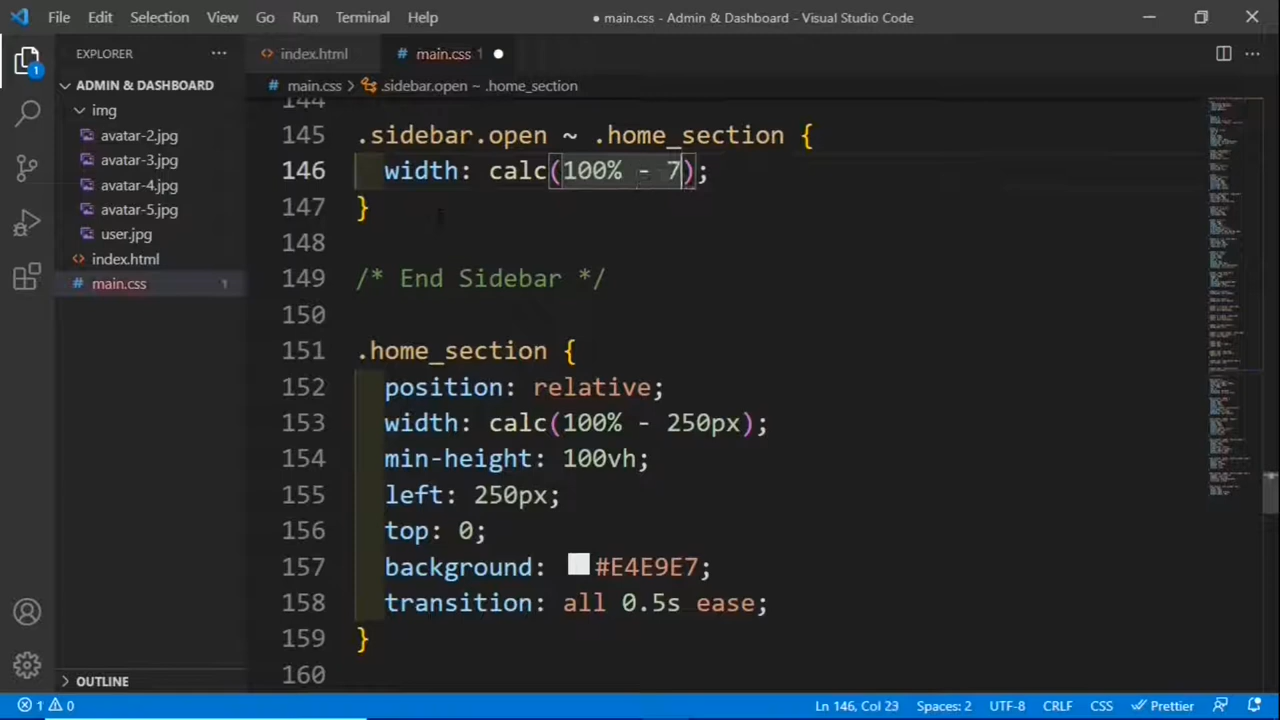 File Edit Selection View Go Run Terminal Help ● main.css - Admin & Dashboard - Visual Studio Code
EXPLORER ···
index.html
# main.css 1 ●
ADMIN & DASHBOARD
img
avatar-2.jpg
avatar-3.jpg
avatar-4.jpg
avatar-5.jpg
user.jpg
<> index.html
# main.css 1
OUTLINE
1
# main.css > .sidebar.open ~ .home_section
144
145 .sidebar.open ~ .home_section {
146 width: calc(100% - 7);
147 }
148
149 /* End Sidebar */
150
151 .home_section {
152 position: relative;
153 width: calc(100% - 250px);
154 min-height: 100vh;
155 left: 250px;
156 top: 0;
157 background: #E4E9E7;
158 transition: all 0.5s ease;
159 }
160
1 0 Ln 146, Col 23 Spaces: 2 UTF-8 CRLF CSS Prettier